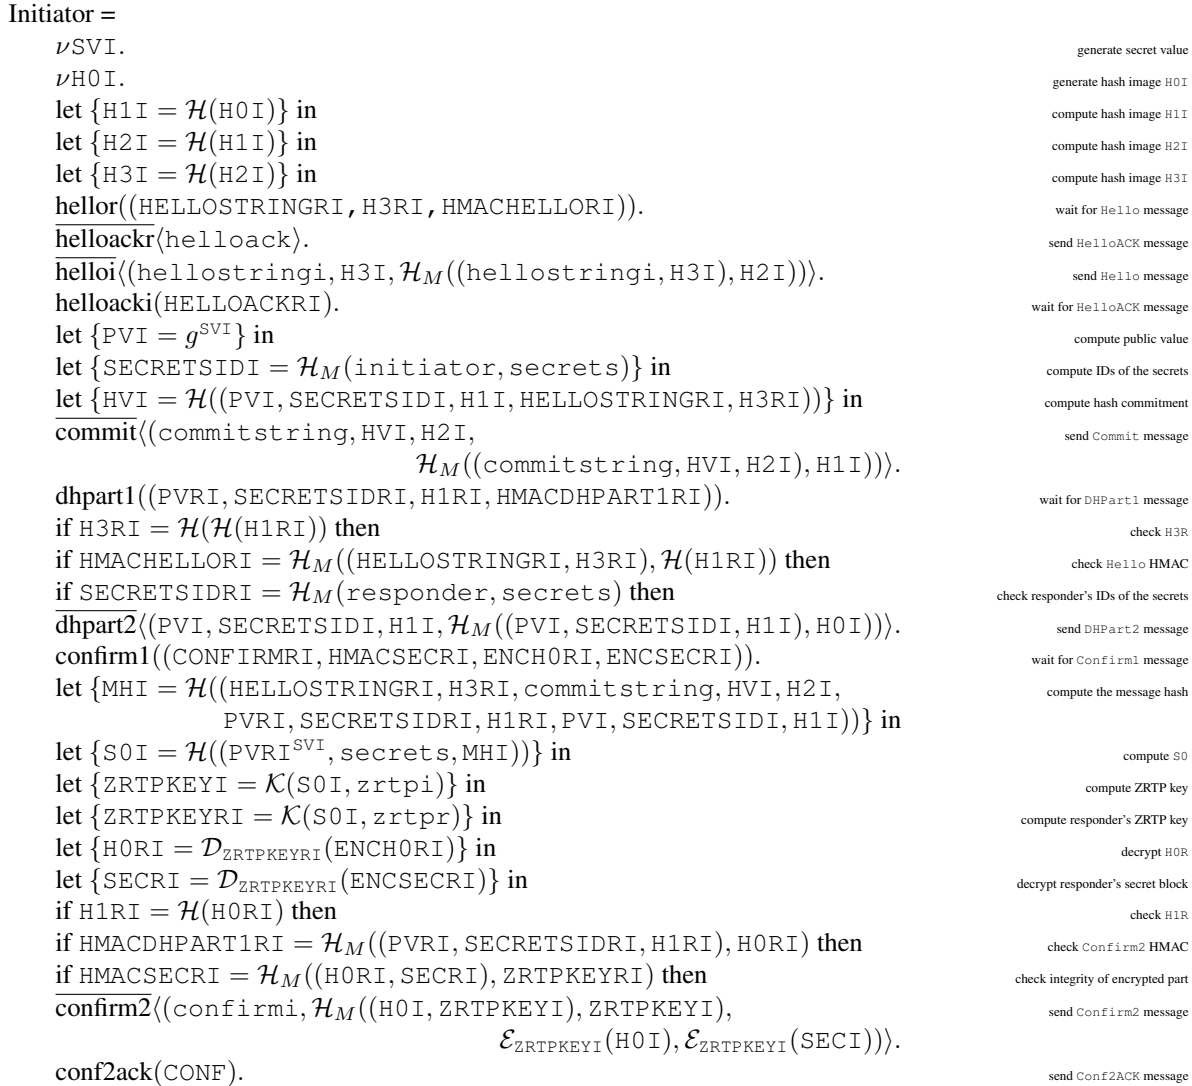 Initiator =
νSVI. generate secret value
νH0I. generate hash image H0I
let {H1I = ℋ(H0I)} in compute hash image H1I
let {H2I = ℋ(H1I)} in compute hash image H2I
let {H3I = ℋ(H2I)} in compute hash image H3I
hellor((HELLOSTRINGRI, H3RI, HMACHELLORI)). wait for Hello message
helloackr⟨helloack⟩. send HelloACK message
helloi⟨(hellostringi, H3I, ℋ_M((hellostringi, H3I), H2I))⟩. send Hello message
helloacki(HELLOACKRI). wait for HelloACK message
let {PVI = g^SVI} in compute public value
let {SECRETSIDI = ℋ_M(initiator, secrets)} in compute IDs of the secrets
let {HVI = ℋ((PVI, SECRETSIDI, H1I, HELLOSTRINGRI, H3RI))} in compute hash commitment
commit⟨(commitstring, HVI, H2I, send Commit message
ℋ_M((commitstring, HVI, H2I), H1I))⟩.
dhpart1((PVRI, SECRETSIDRI, H1RI, HMACDHPART1RI)). wait for DHPart1 message
if H3RI = ℋ(ℋ(H1RI)) then check H3R
if HMACHELLORI = ℋ_M((HELLOSTRINGRI, H3RI), ℋ(H1RI)) then check Hello HMAC
if SECRETSIDRI = ℋ_M(responder, secrets) then check responder's IDs of the secrets
dhpart2⟨(PVI, SECRETSIDI, H1I, ℋ_M((PVI, SECRETSIDI, H1I), H0I))⟩. send DHPart2 message
confirm1((CONFIRMRI, HMACSECRI, ENCH0RI, ENCSECRI)). wait for Confirm1 message
let {MHI = ℋ((HELLOSTRINGRI, H3RI, commitstring, HVI, H2I, compute the message hash
PVRI, SECRETSIDRI, H1RI, PVI, SECRETSIDI, H1I))} in
let {S0I = ℋ((PVRI^SVI, secrets, MHI))} in compute S0
let {ZRTPKEYI = 𝒦(S0I, zrtpi)} in compute ZRTP key
let {ZRTPKEYRI = 𝒦(S0I, zrtpr)} in compute responder's ZRTP key
let {H0RI = 𝒟_ZRTPKEYRI(ENCH0RI)} in decrypt H0R
let {SECRI = 𝒟_ZRTPKEYRI(ENCSECRI)} in decrypt responder's secret block
if H1RI = ℋ(H0RI) then check H1R
if HMACDHPART1RI = ℋ_M((PVRI, SECRETSIDRI, H1RI), H0RI) then check Confirm2 HMAC
if HMACSECRI = ℋ_M((H0RI, SECRI), ZRTPKEYRI) then check integrity of encrypted part
confirm2⟨(confirmi, ℋ_M((H0I, ZRTPKEYI), ZRTPKEYI), send Confirm2 message
ℰ_ZRTPKEYI(H0I), ℰ_ZRTPKEYI(SECI))⟩.
conf2ack(CONF). send Conf2ACK message